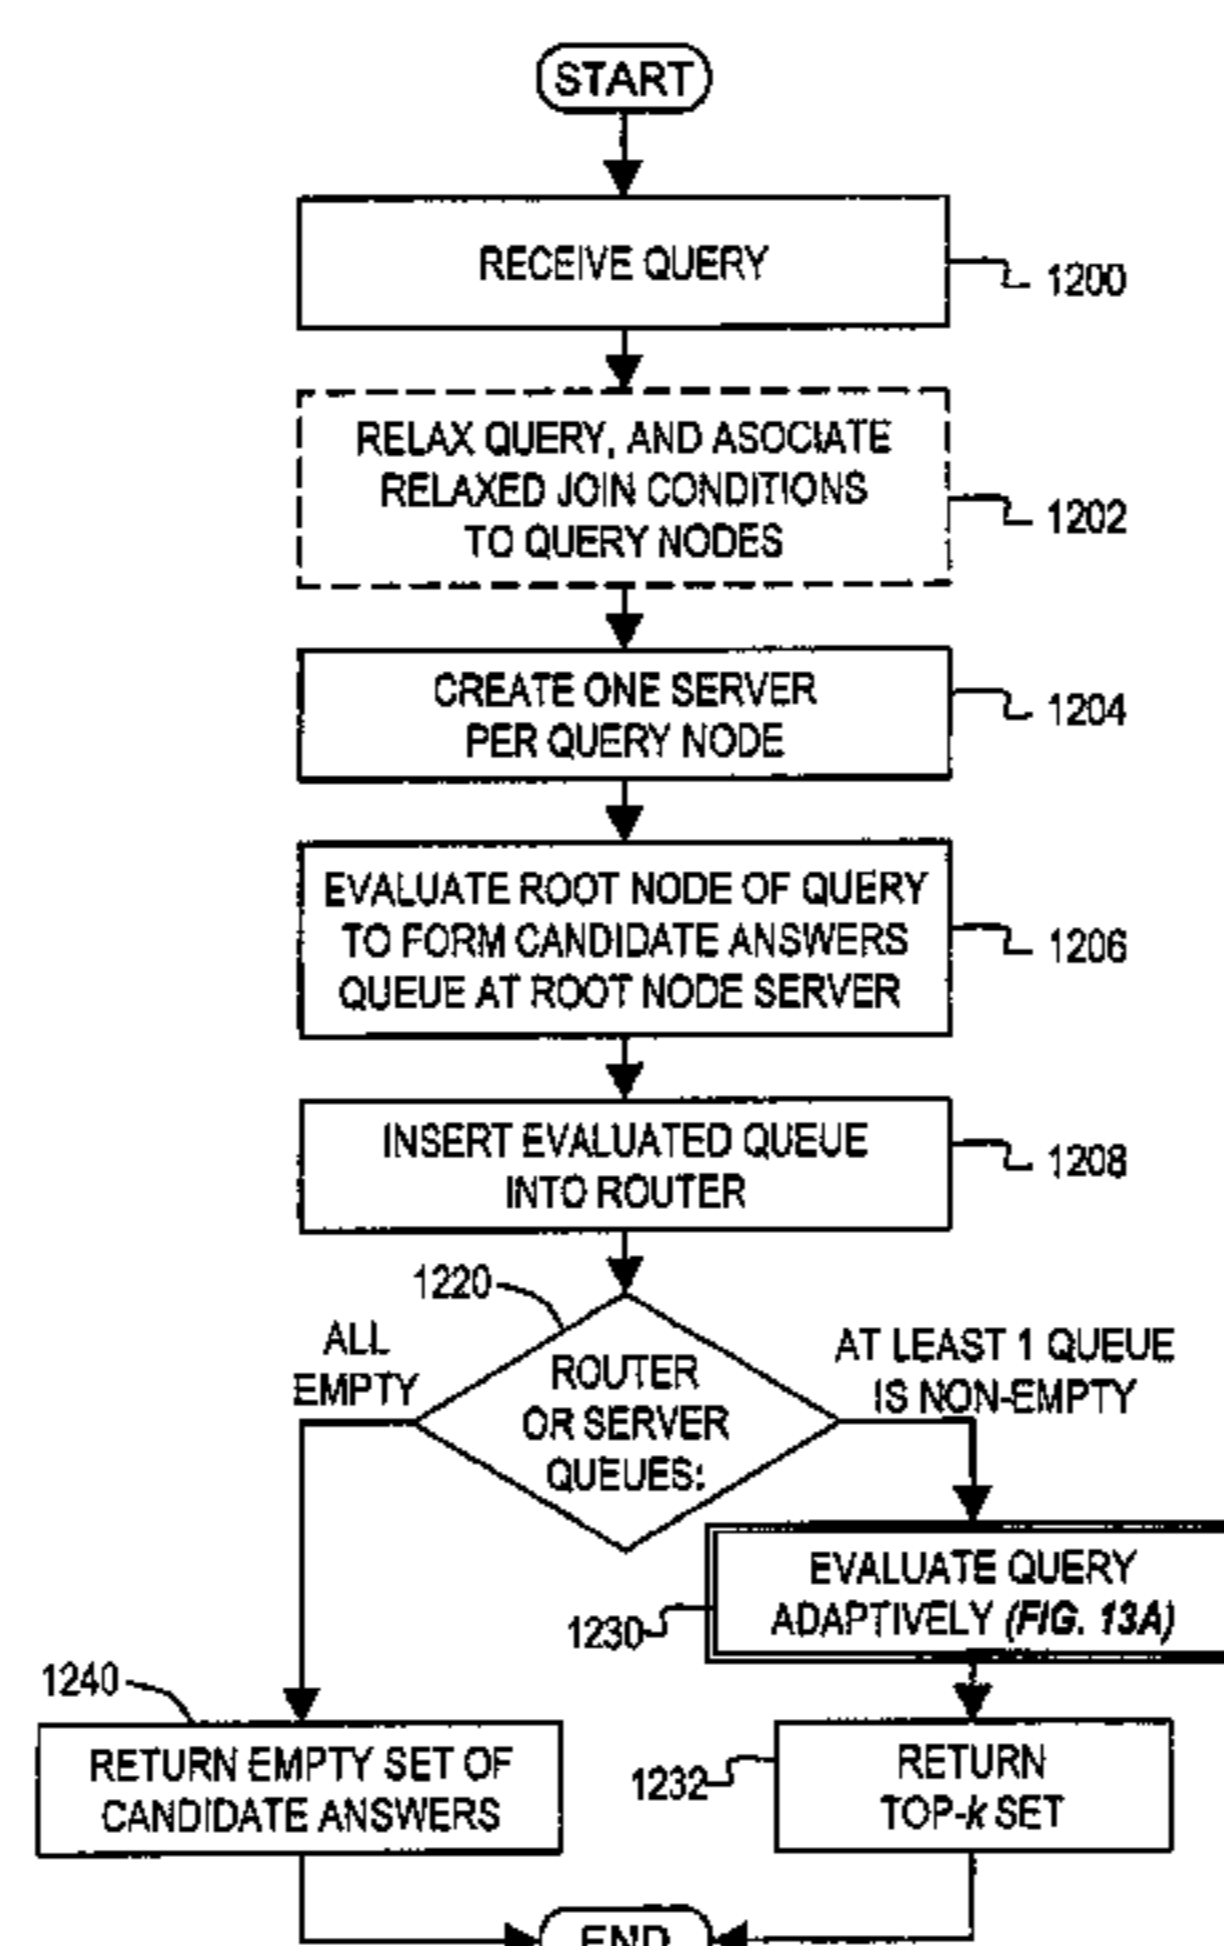 START
RECEIVE QUERY
1200
RELAX QUERY, AND ASOCIATE
RELAXED JOIN CONDITIONS
TO QUERY NODES
1202
CREATE ONE SERVER
PER QUERY NODE
1204
EVALUATE ROOT NODE OF QUERY
TO FORM CANDIDATE ANSWERS
QUEUE AT ROOT NODE SERVER
1206
INSERT EVALUATED QUEUE
INTO ROUTER
1208
1220
ROUTER
OR SERVER
QUEUES:
ALL
EMPTY
AT LEAST 1 QUEUE
IS NON-EMPTY
EVALUATE QUERY
ADAPTIVELY (FIG. 13A)
1230
1240
RETURN EMPTY SET OF
CANDIDATE ANSWERS
RETURN
TOP-k SET
1232
END